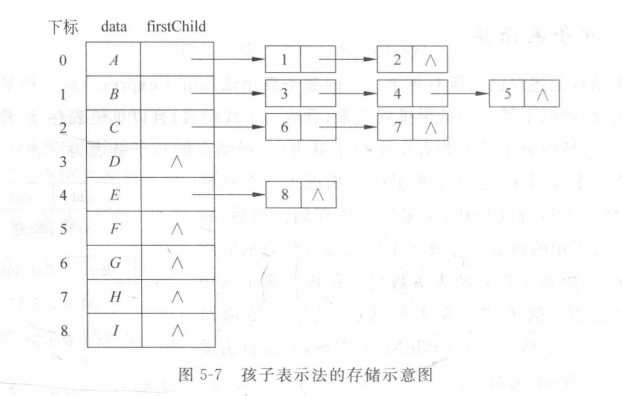 下标 data firstChild
0 A 1 2 ∧
1 B 3 4 5 ∧
2 C 6 7 ∧
3 D ∧
4 E 8 ∧
5 F ∧
6 G ∧
7 H ∧
8 I ∧
图 5-7 孩子表示法的存储示意图